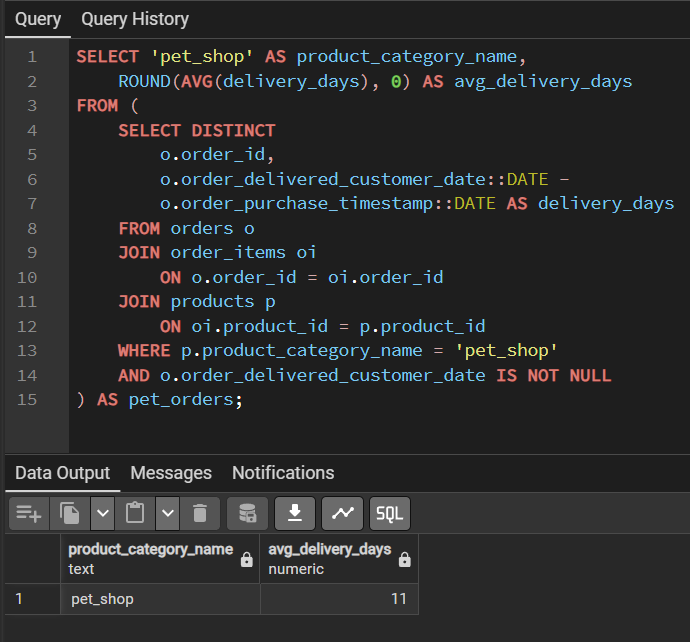 Query Query History
1 SELECT 'pet_shop' AS product_category_name,
2 ROUND(AVG(delivery_days), 0) AS avg_delivery_days
3 FROM (
4 SELECT DISTINCT
5 o.order_id,
6 o.order_delivered_customer_date::DATE -
7 o.order_purchase_timestamp::DATE AS delivery_days
8 FROM orders o
9 JOIN order_items oi
10 ON o.order_id = oi.order_id
11 JOIN products p
12 ON oi.product_id = p.product_id
13 WHERE p.product_category_name = 'pet_shop'
14 AND o.order_delivered_customer_date IS NOT NULL
15 ) AS pet_orders;
Data Output Messages Notifications
SQL
product_category_name avg_delivery_days
text numeric
1 pet_shop 11